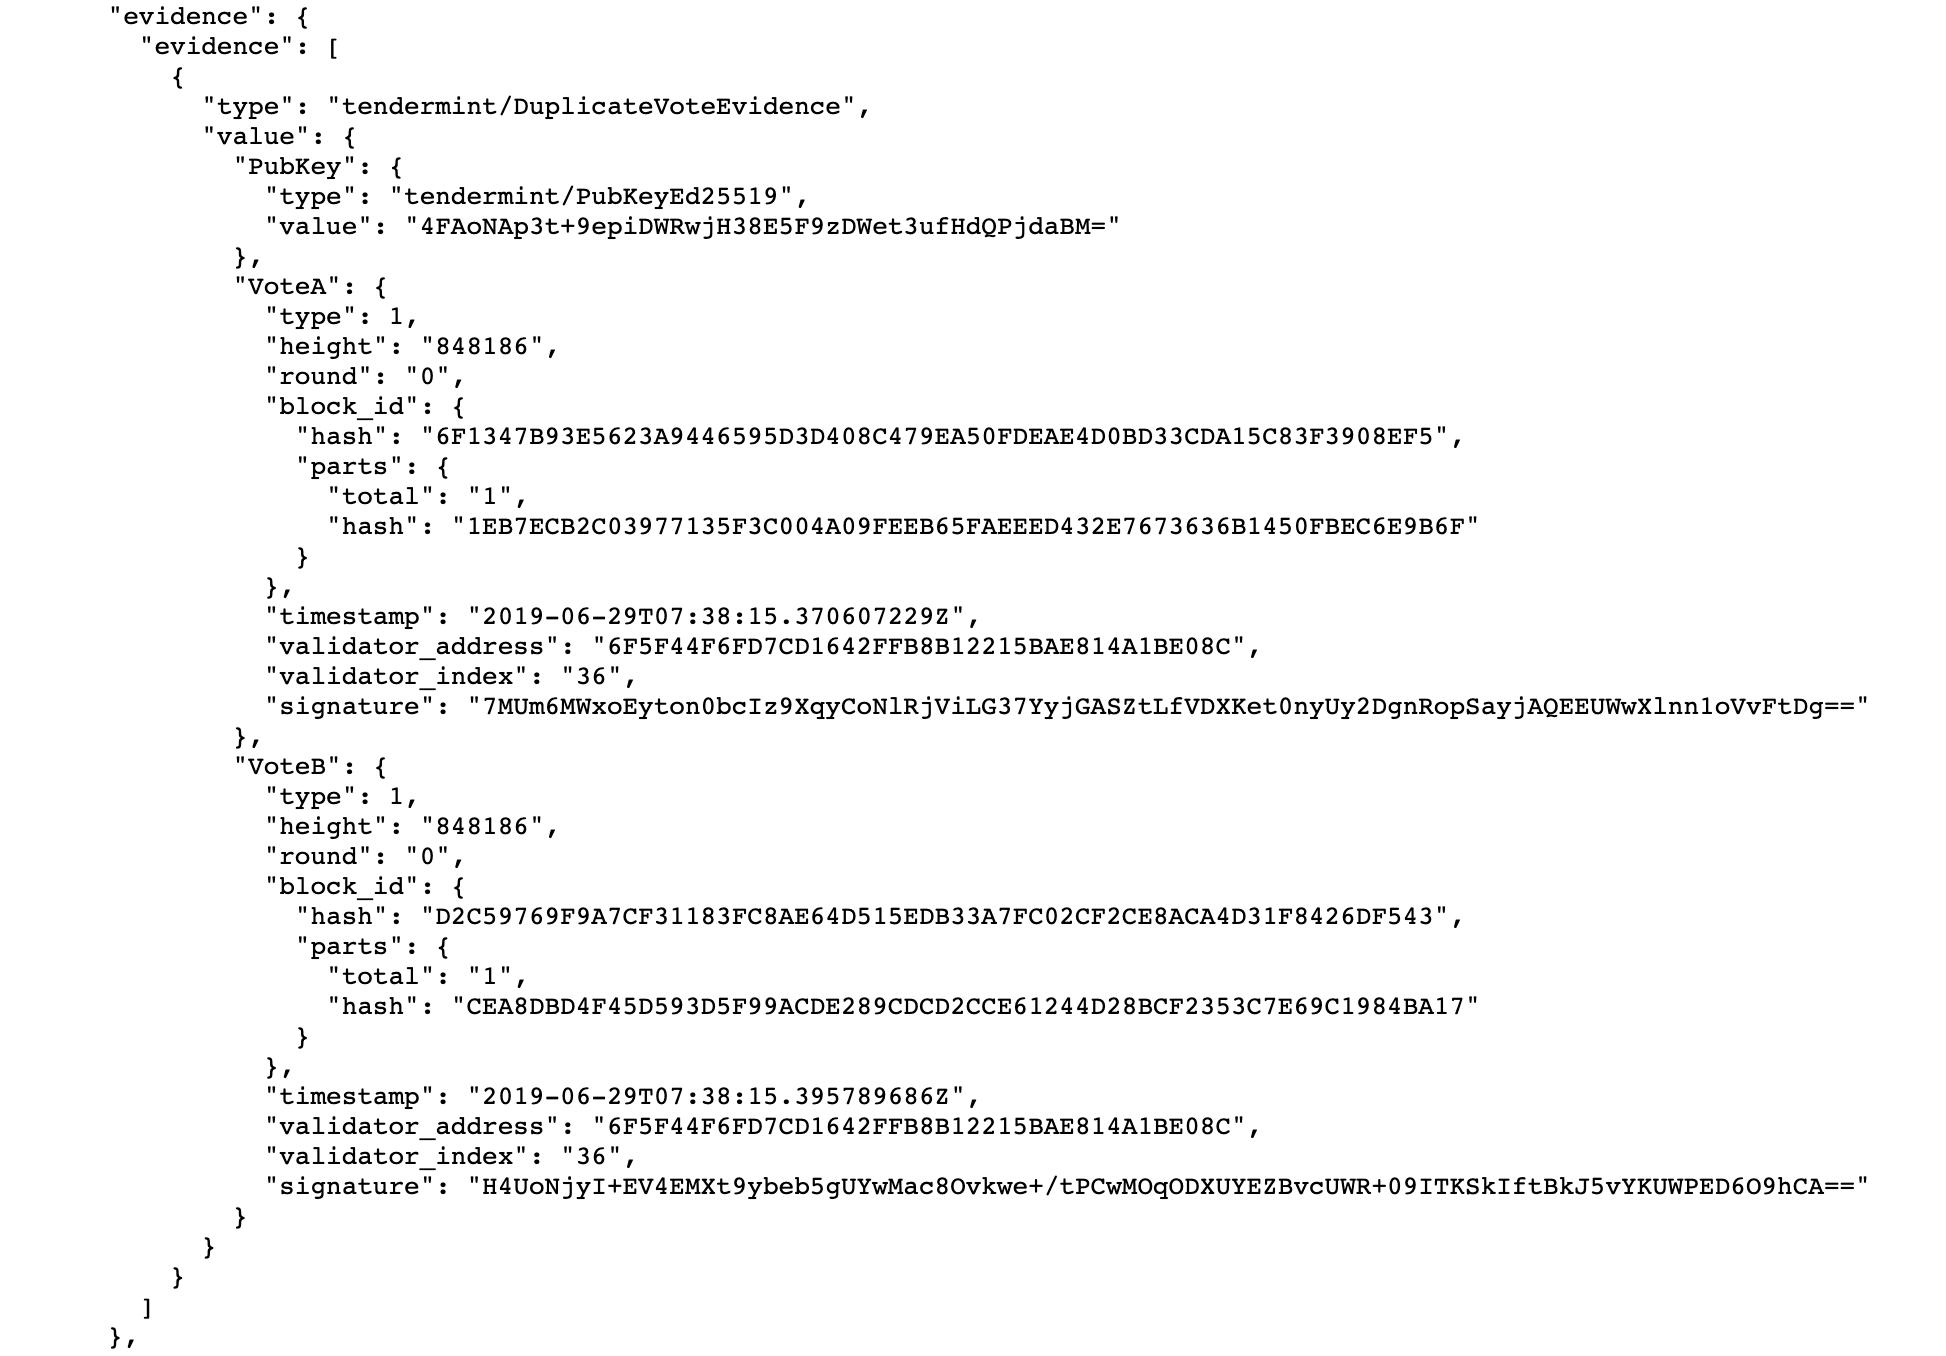 "evidence": {
"evidence": [
{
"type": "tendermint/DuplicateVoteEvidence",
"value": {
"PubKey": {
"type": "tendermint/PubKeyEd25519",
"value": "4FAoNAp3t+9epiDWRwjH38E5F9zDWet3ufHdQPjdaBM="
},
"VoteA": {
"type": 1,
"height": "848186",
"round": "0",
"block_id": {
"hash": "6F1347B93E5623A9446595D3D408C479EA50FDEAE4D0BD33CDA15C83F3908EF5",
"parts": {
"total": "1",
"hash": "1EB7ECB2C03977135F3C004A09FEEB65FAEEED432E7673636B1450FBEC6E9B6F"
}
},
"timestamp": "2019-06-29T07:38:15.370607229Z",
"validator_address": "6F5F44F6FD7CD1642FFB8B12215BAE814A1BE08C",
"validator_index": "36",
"signature": "7MUm6MWxoEyton0bcIz9XqyCoNlRjViLG37YyjGASZtLfVDXKet0nyUy2DgnRopSayjAQEEUWwXlnn1oVvFtDg=="
},
"VoteB": {
"type": 1,
"height": "848186",
"round": "0",
"block_id": {
"hash": "D2C59769F9A7CF31183FC8AE64D515EDB33A7FC02CF2CE8ACA4D31F8426DF543",
"parts": {
"total": "1",
"hash": "CEA8DBD4F45D593D5F99ACDE289CDCD2CCE61244D28BCF2353C7E69C1984BA17"
}
},
"timestamp": "2019-06-29T07:38:15.395789686Z",
"validator_address": "6F5F44F6FD7CD1642FFB8B12215BAE814A1BE08C",
"validator_index": "36",
"signature": "H4UoNjyI+EV4EMXt9ybeb5gUYwMac8Ovkwe+/tPCwMOqODXUYEZBvcUWR+09ITKSkIftBkJ5vYKUWPED6O9hCA=="
}
}
}
]
},